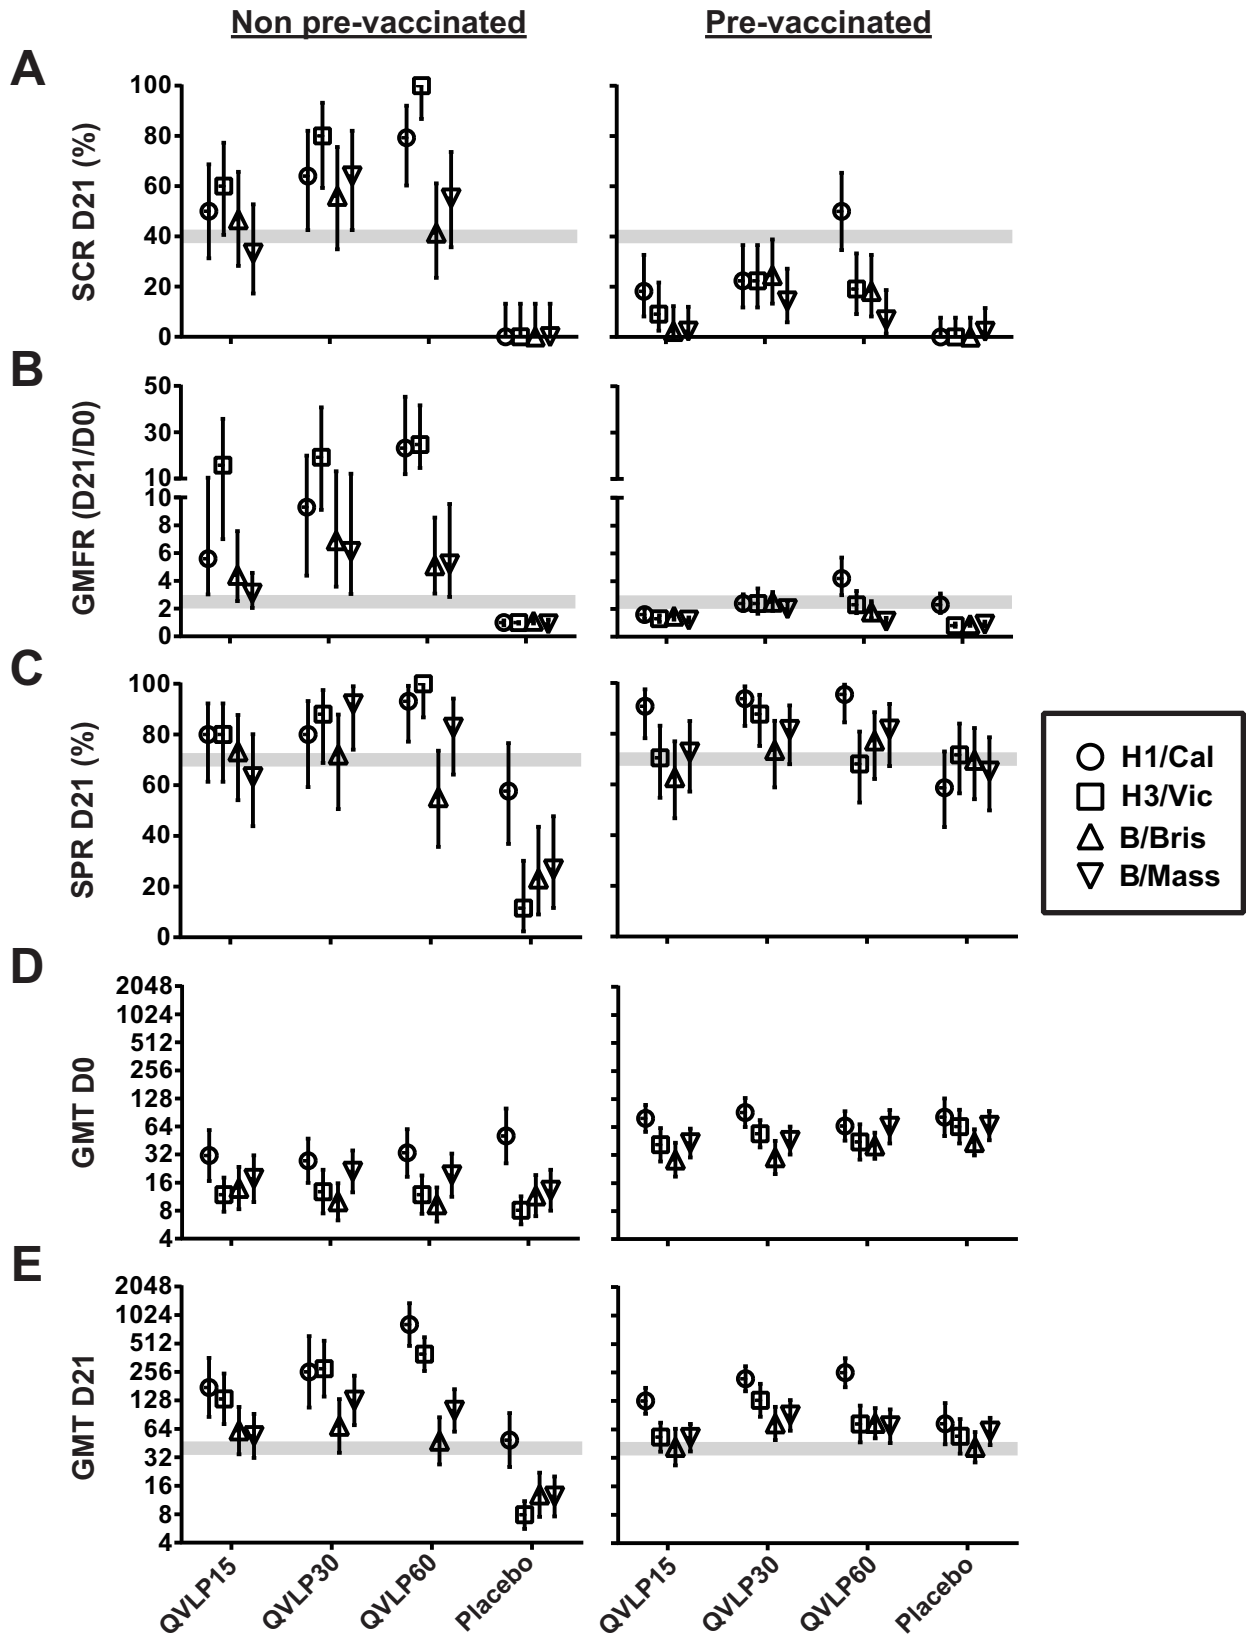 Non pre-vaccinated
Pre-vaccinated
A
SCR D21 (%)
100
80
60
40
20
0
B
GMFR (D21/D0)
50
30
10
10
8
6
4
2
0
C
SPR D21 (%)
100
80
60
40
20
0
H1/Cal
H3/Vic
B/Bris
B/Mass
D
GMT D0
2048
1024
512
256
128
64
32
16
8
4
E
GMT D21
2048
1024
512
256
128
64
32
16
8
4
QVLP15
QVLP30
QVLP60
Placebo
QVLP15
QVLP30
QVLP60
Placebo